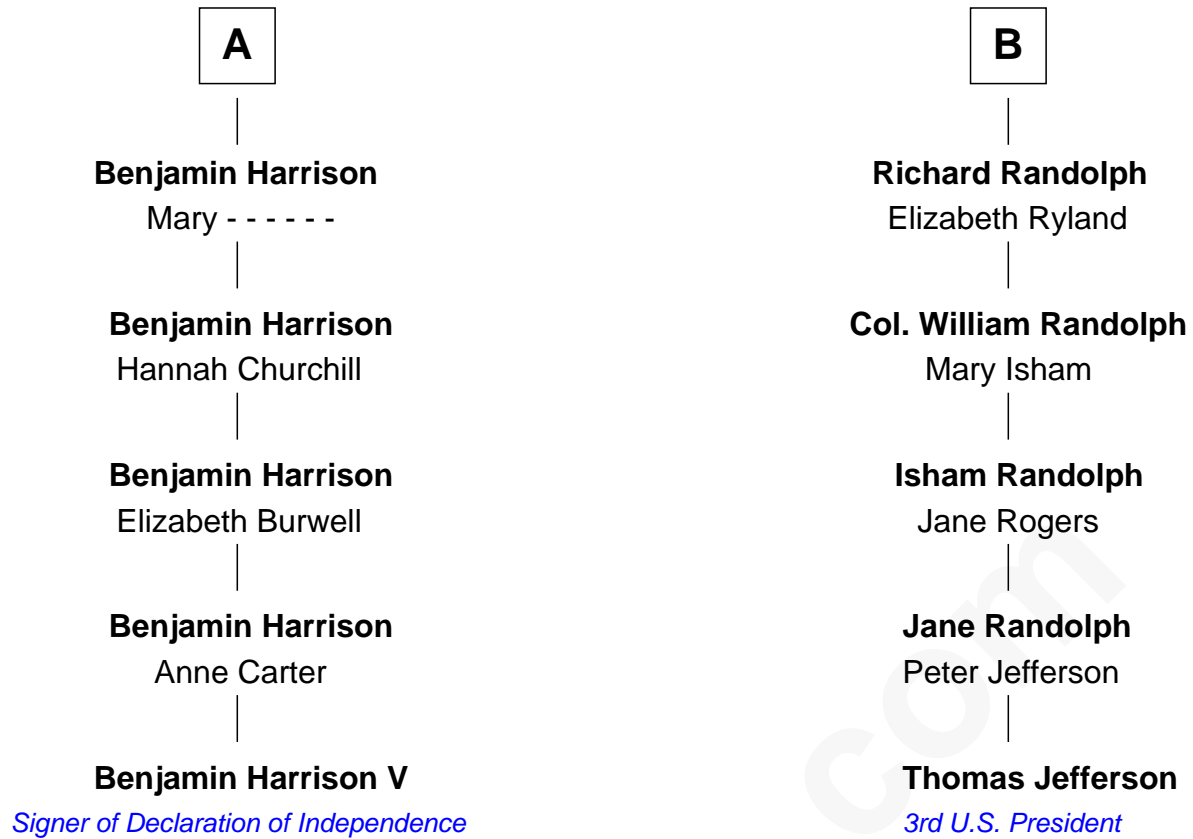 A
Benjamin Harrison
Mary - - - - - -
Benjamin Harrison
Hannah Churchill
Benjamin Harrison
Elizabeth Burwell
Benjamin Harrison
Anne Carter
Benjamin Harrison V
Signer of Declaration of Independence
B
Richard Randolph
Elizabeth Ryland
Col. William Randolph
Mary Isham
Isham Randolph
Jane Rogers
Jane Randolph
Peter Jefferson
Thomas Jefferson
3rd U.S. President
com